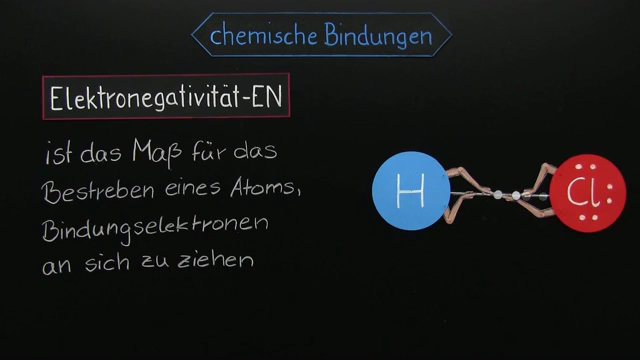 chemische Bindungen
Elektronegativität-EN
ist das Maß für das
Bestreben eines Atoms,
Bindungselektronen
an sich zu ziehen
H
Cl